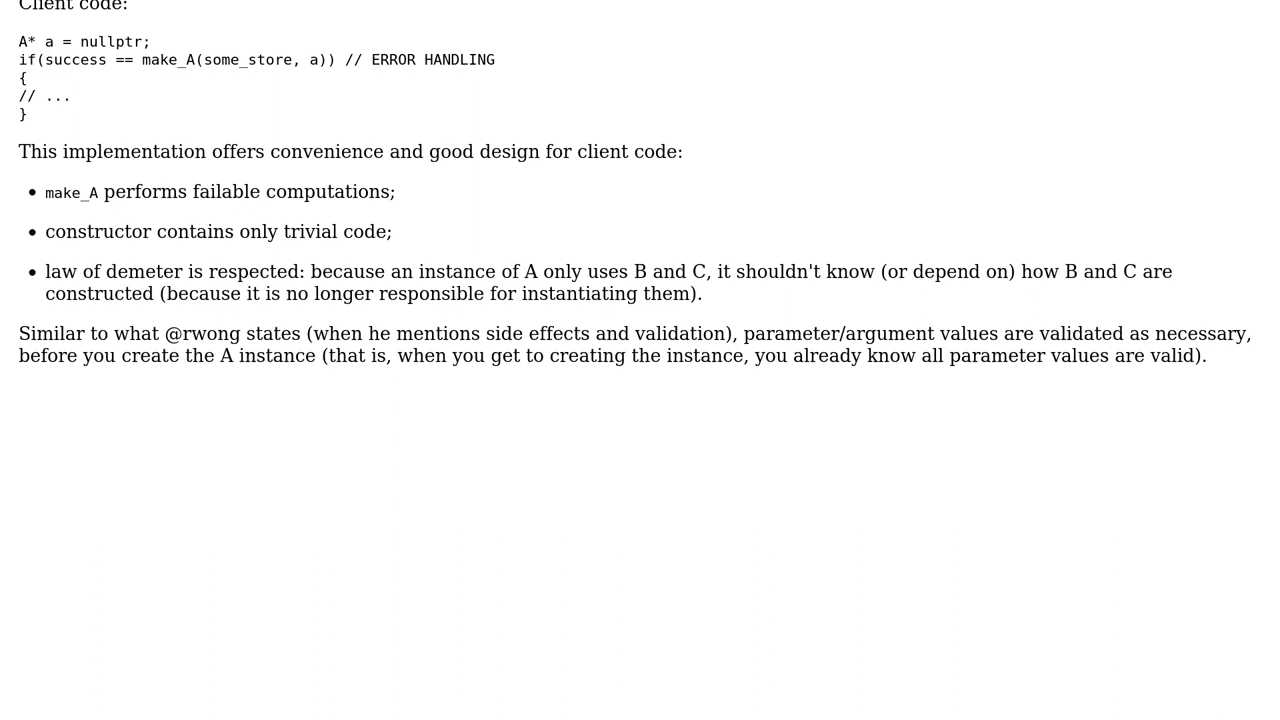 Client code:
A* a = nullptr;
if(success == make_A(some_store, a)) // ERROR HANDLING
{
// ...
}
This implementation offers convenience and good design for client code:
• make_A performs failable computations;
• constructor contains only trivial code;
• law of demeter is respected: because an instance of A only uses B and C, it shouldn't know (or depend on) how B and C are
constructed (because it is no longer responsible for instantiating them).
Similar to what @rwong states (when he mentions side effects and validation), parameter/argument values are validated as necessary,
before you create the A instance (that is, when you get to creating the instance, you already know all parameter values are valid).